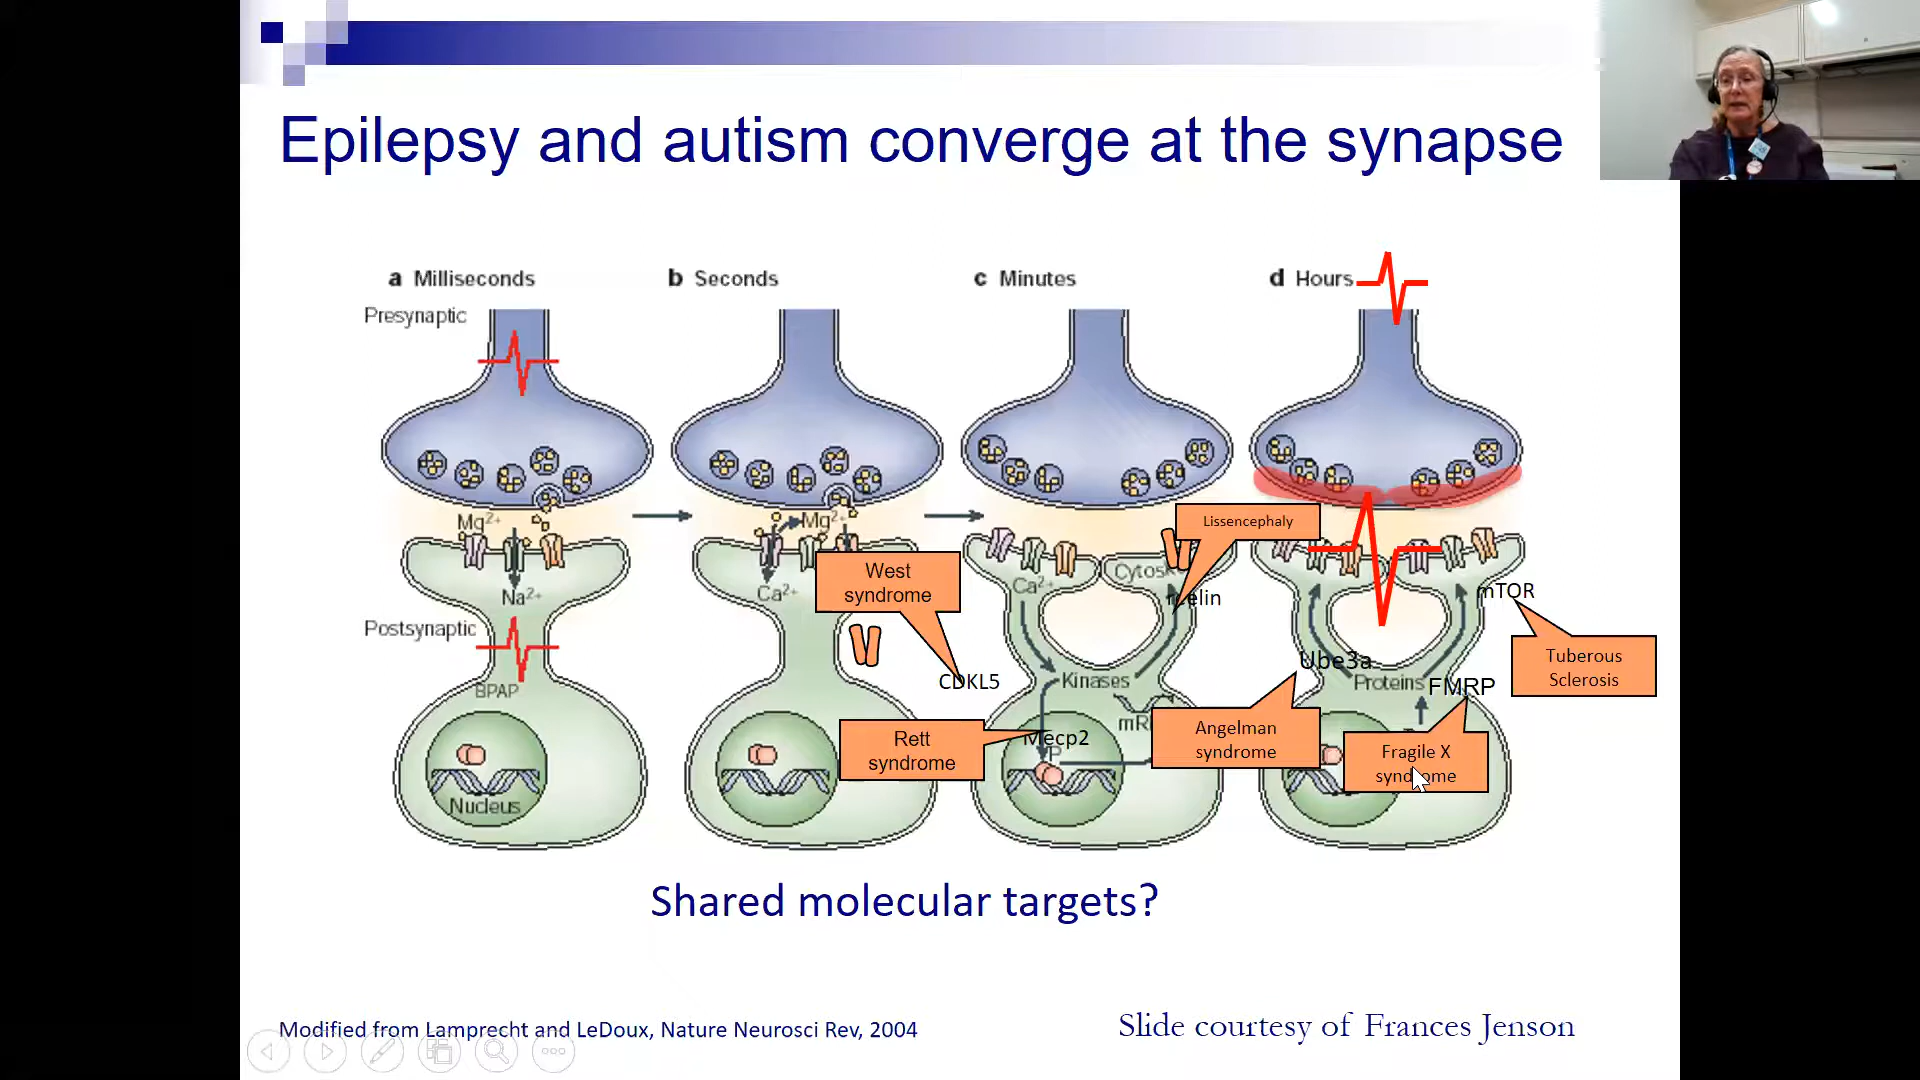 Epilepsy and autism converge at the synapse
a Milliseconds
b Seconds
c Minutes
d Hours
Presynaptic
Mg2+
Na2+
Postsynaptic
BPAP
Nucleus
Mg2+
Ca2+
West
syndrome
CDKL5
Rett
syndrome
Mecp2
Ca2+
Lissencephaly
Kinases
P
Angelman
syndrome
Ube3a
mTOR
Tuberous
Sclerosis
Proteins
FMRP
Fragile X
syndrome
Shared molecular targets?
Modified from Lamprecht and LeDoux, Nature Neurosci Rev, 2004
Slide courtesy of Frances Jenson